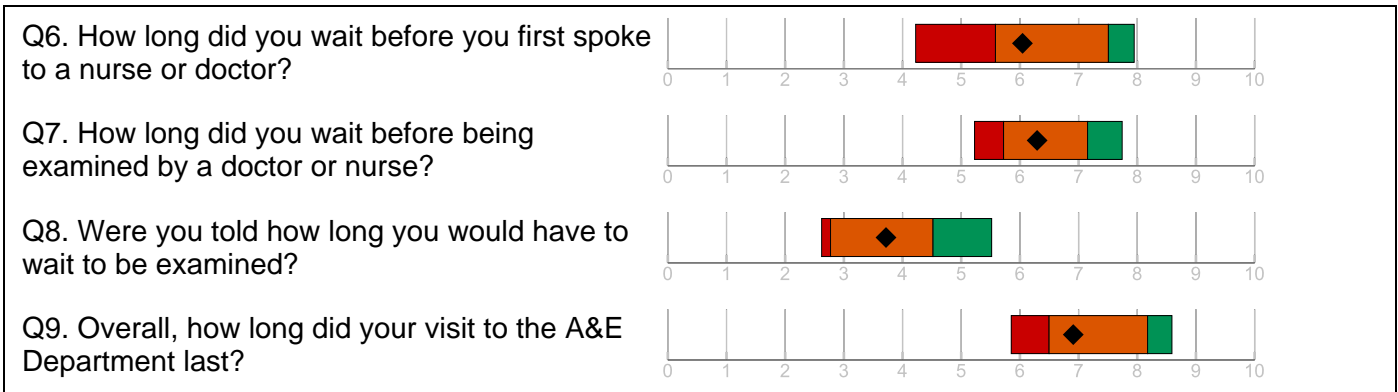 Q6. How long did you wait before you first spoke
to a nurse or doctor?
0 1 2 3 4 5 6 7 8 9 10
Q7. How long did you wait before being
examined by a doctor or nurse?
0 1 2 3 4 5 6 7 8 9 10
Q8. Were you told how long you would have to
wait to be examined?
0 1 2 3 4 5 6 7 8 9 10
Q9. Overall, how long did your visit to the A&E
Department last?
0 1 2 3 4 5 6 7 8 9 10